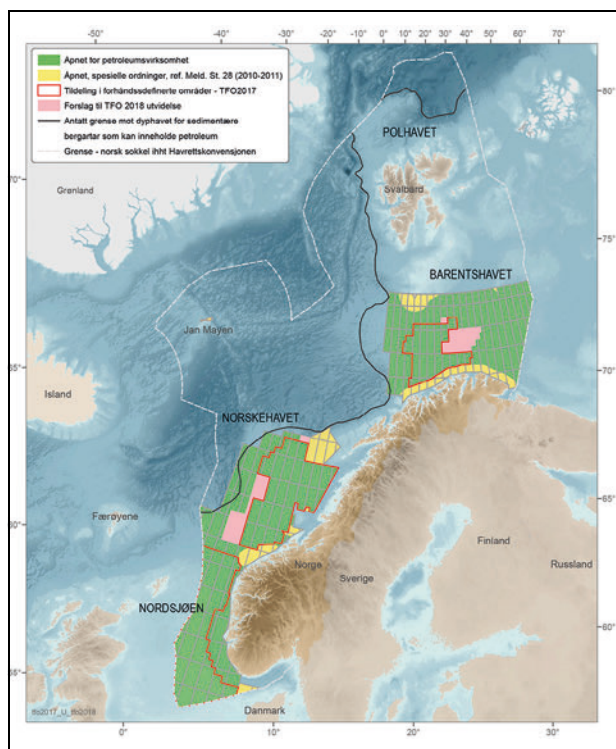 -50° -40° -30° -20° -10° 0° 10° 20° 30° 40° 50° 60° 70°
Åpnet for petroleumsvirksomhet
Åpnet, spesielle ordninger, ref. Meld. St. 28 (2010-2011)
Tildeling i forhåndsdefinerte områder - TFO2017
Forslag til TFO 2018 utvidelse
Antatt grense mot dyphavet for sedimentære
bergartar som kan inneholde petroleum
Grense - norsk sokkel ihht Havrettskonvensjonen
80°
POLHAVET
70°
Grønland
Svalbard
75°
BARENTSHAVET
Jan Mayen
70°
Island
NORSKEHAVET
65°
60°
Færøyene
Finland
Russland
Norge
Sverige
NORDSJØEN
60°
55°
Danmark
0° 10° 20° 30°